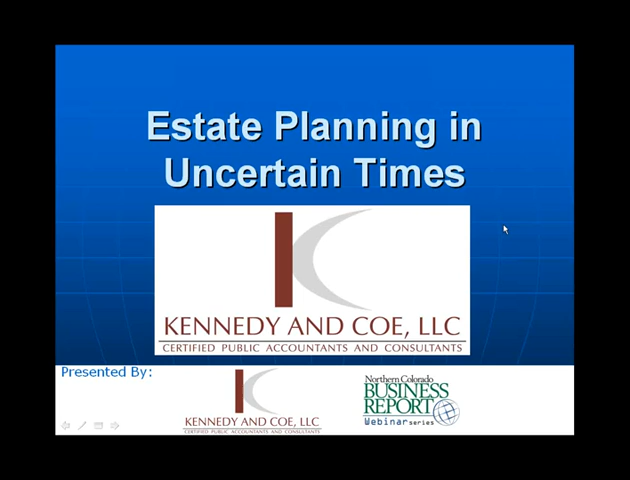 Estate Planning in
Uncertain Times
KENNEDY AND COE, LLC
CERTIFIED PUBLIC ACCOUNTANTS AND CONSULTANTS
Presented By:
KENNEDY AND COE, LLC
CERTIFIED PUBLIC ACCOUNTANTS AND CONSULTANTS
Northern Colorado
BUSINESS
REPORT
Webinar series